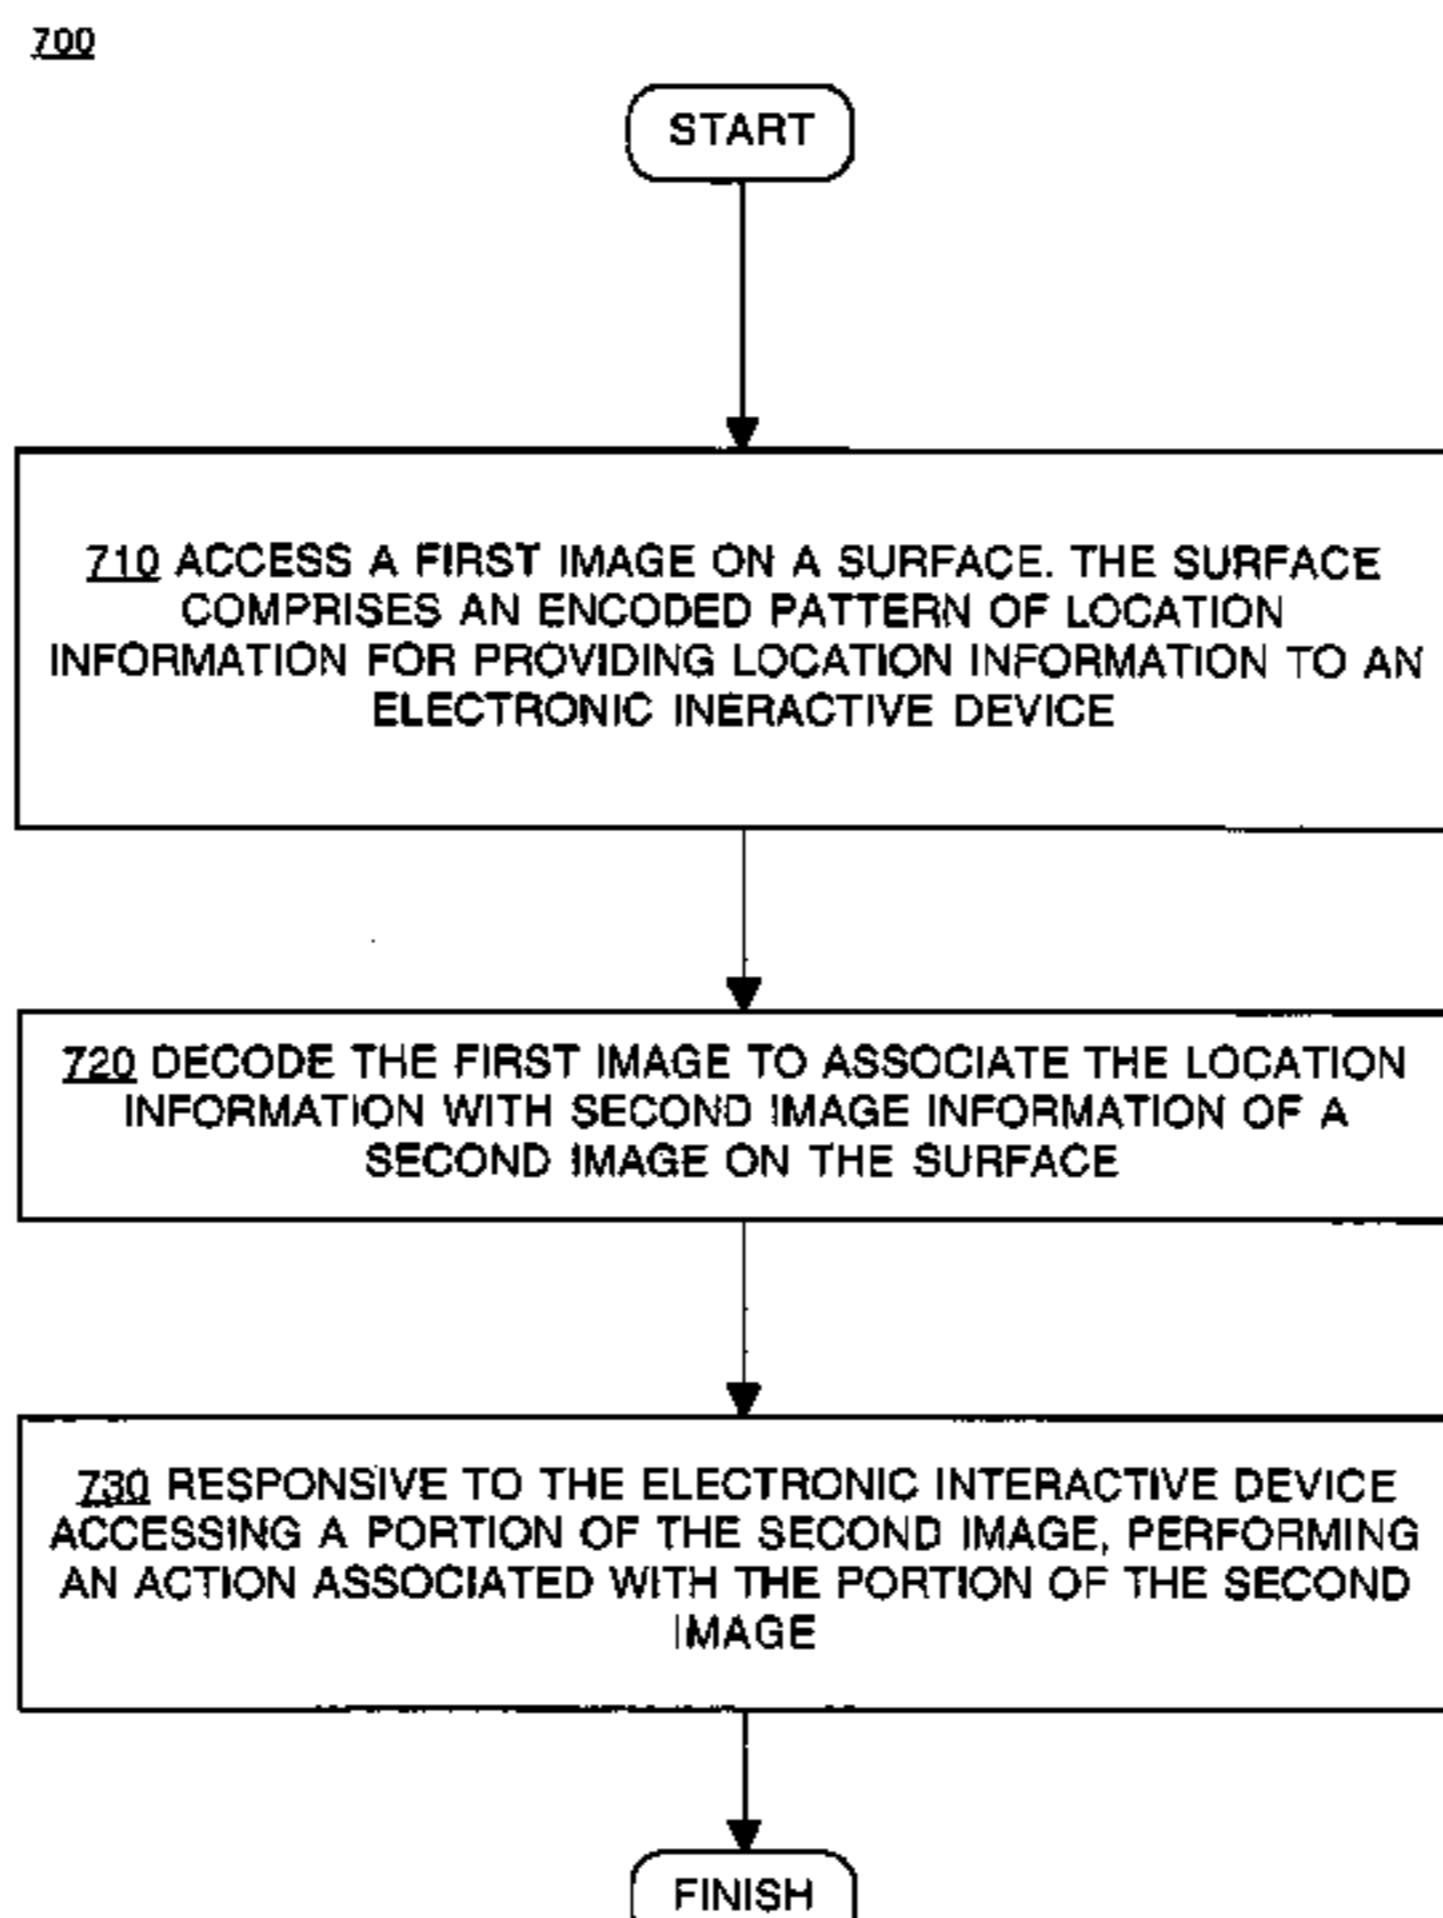 700
START
710 ACCESS A FIRST IMAGE ON A SURFACE. THE SURFACE
COMPRISES AN ENCODED PATTERN OF LOCATION
INFORMATION FOR PROVIDING LOCATION INFORMATION TO AN
ELECTRONIC INERACTIVE DEVICE
720 DECODE THE FIRST IMAGE TO ASSOCIATE THE LOCATION
INFORMATION WITH SECOND IMAGE INFORMATION OF A
SECOND IMAGE ON THE SURFACE
730 RESPONSIVE TO THE ELECTRONIC INTERACTIVE DEVICE
ACCESSING A PORTION OF THE SECOND IMAGE, PERFORMING
AN ACTION ASSOCIATED WITH THE PORTION OF THE SECOND
IMAGE
FINISH